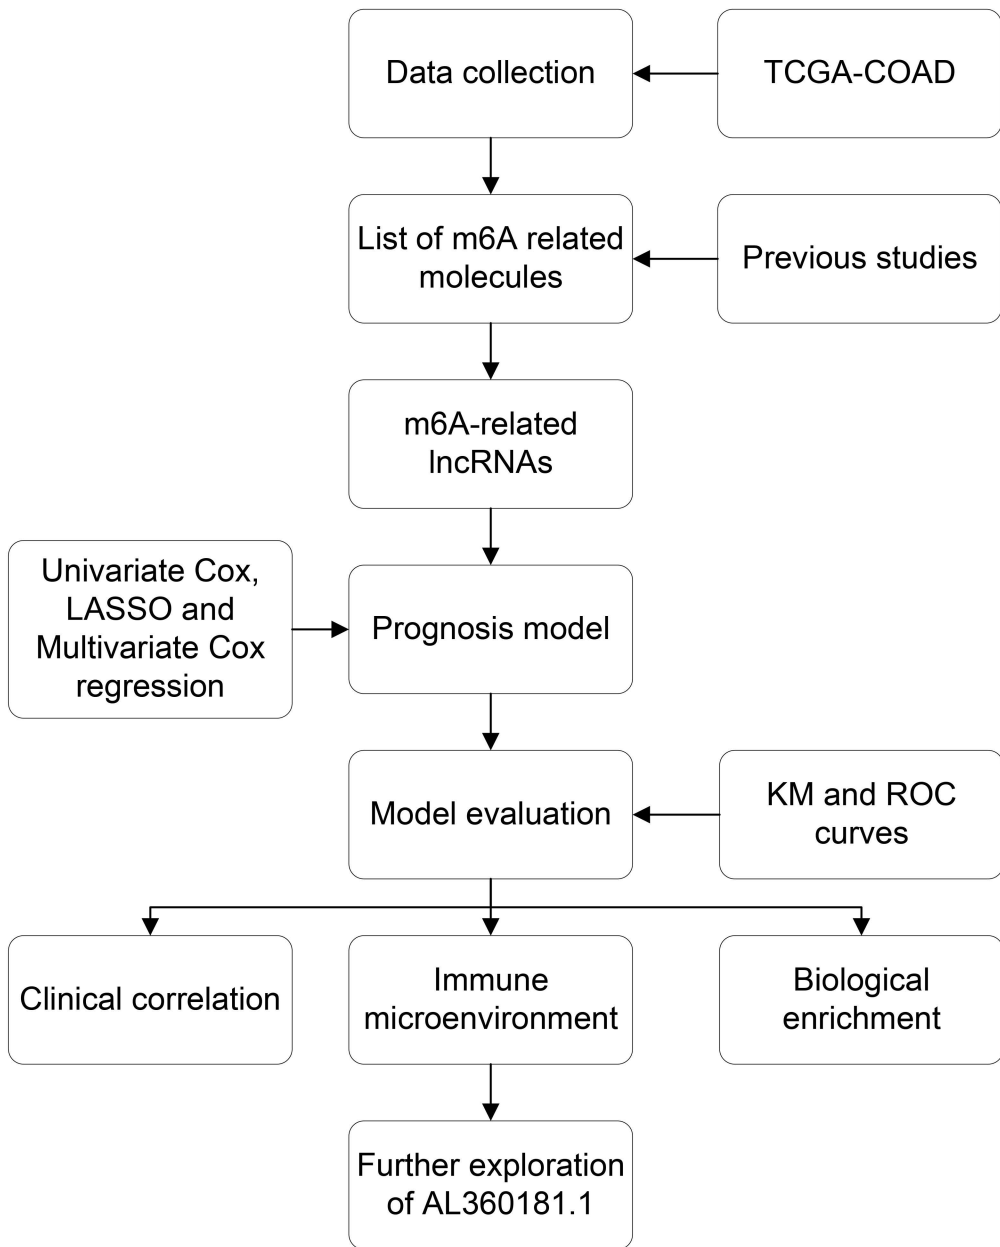 Data collection
TCGA-COAD
List of m6A related
molecules
Previous studies
m6A-related
lncRNAs
Univariate Cox,
LASSO and
Multivariate Cox
regression
Prognosis model
Model evaluation
KM and ROC
curves
Clinical correlation
Immune
microenvironment
Biological
enrichment
Further exploration
of AL360181.1